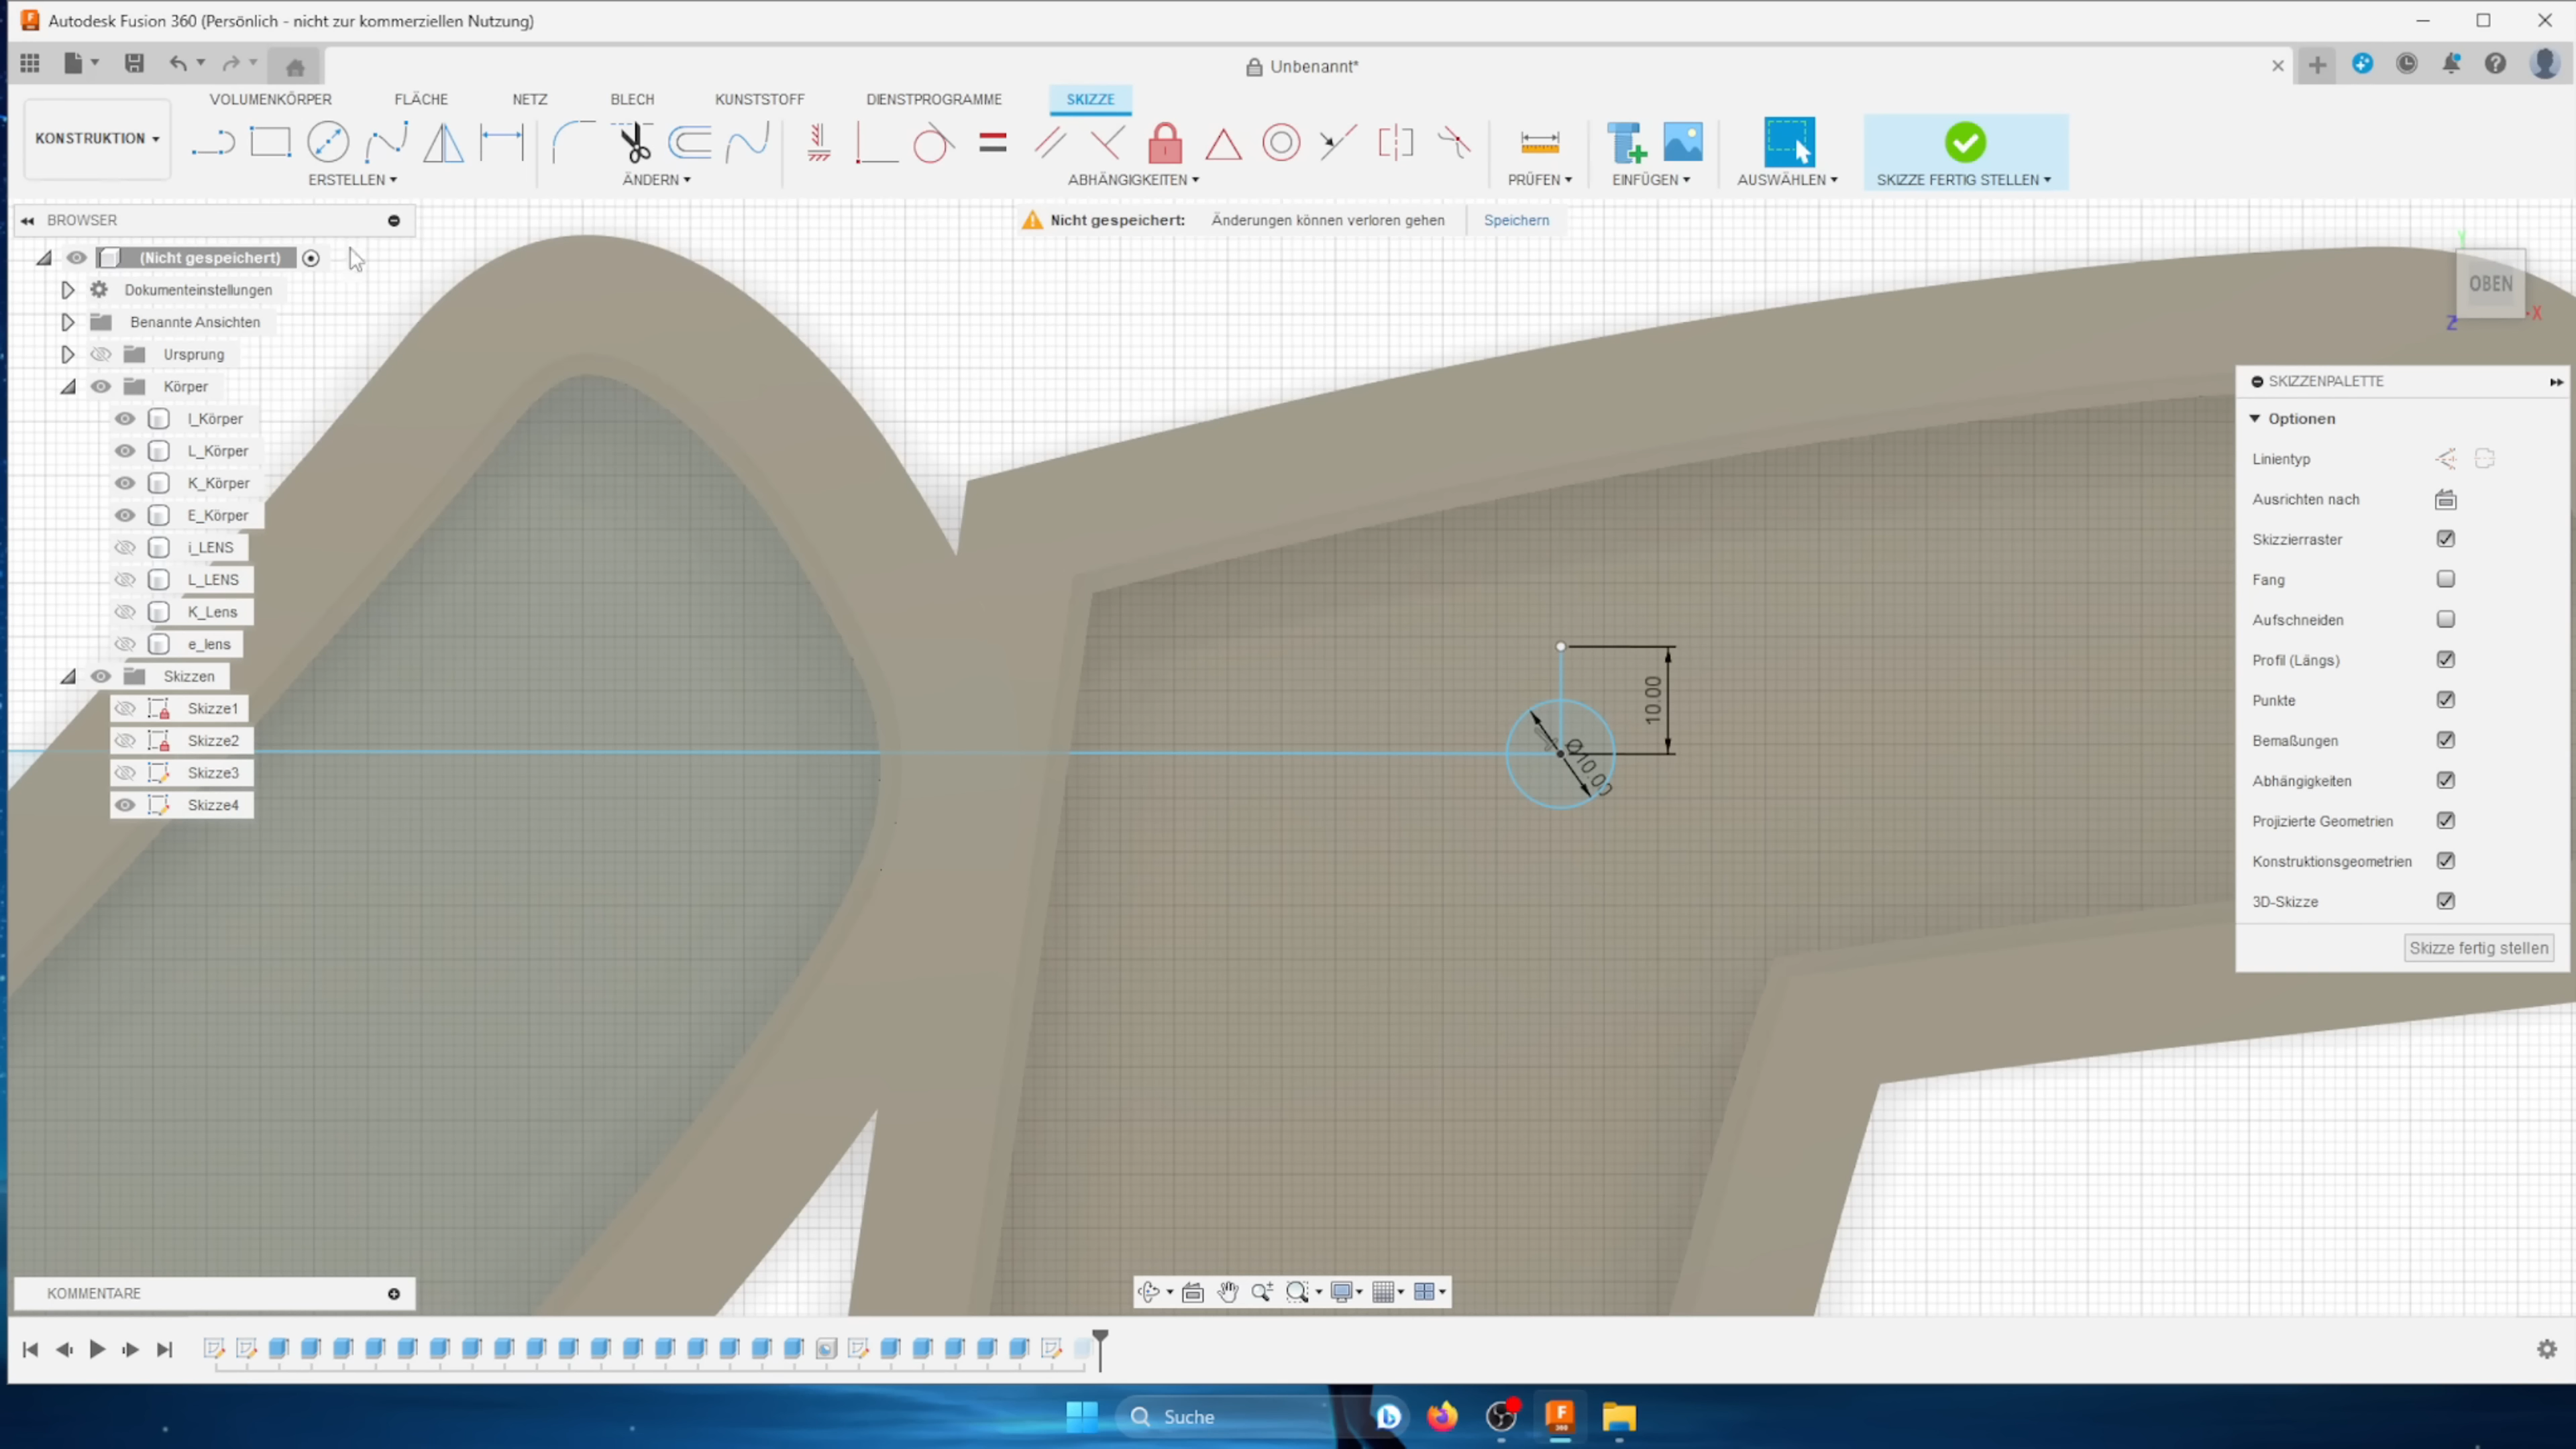 Autodesk Fusion 360 (Persönlich - nicht zur kommerziellen Nutzung)
Unbenannt*
VOLUMENKÖRPER FLÄCHE NETZ BLECH KUNSTSTOFF DIENSTPROGRAMME SKIZZE
KONSTRUKTION
ERSTELLEN ÄNDERN ABHÄNGIGKEITEN PRÜFEN EINFÜGEN AUSWÄHLEN SKIZZE FERTIG STELLEN
BROWSER
Nicht gespeichert: Änderungen können verloren gehen Speichern
(Nicht gespeichert)
Dokumenteinstellungen
Benannte Ansichten
Ursprung
Körper
I_Körper
L_Körper
K_Körper
E_Körper
i_LENS
L_LENS
K_Lens
e_lens
Skizzen
Skizze1
Skizze2
Skizze3
Skizze4
10.00
Ø10.00
Y
OBEN
Z
X
SKIZZENPALETTE
Optionen
Linientyp
Ausrichten nach
Skizzierraster
Fang
Aufschneiden
Profil (Längs)
Punkte
Bemaßungen
Abhängigkeiten
Projizierte Geometrien
Konstruktionsgeometrien
3D-Skizze
Skizze fertig stellen
KOMMENTARE
Suche
F
360